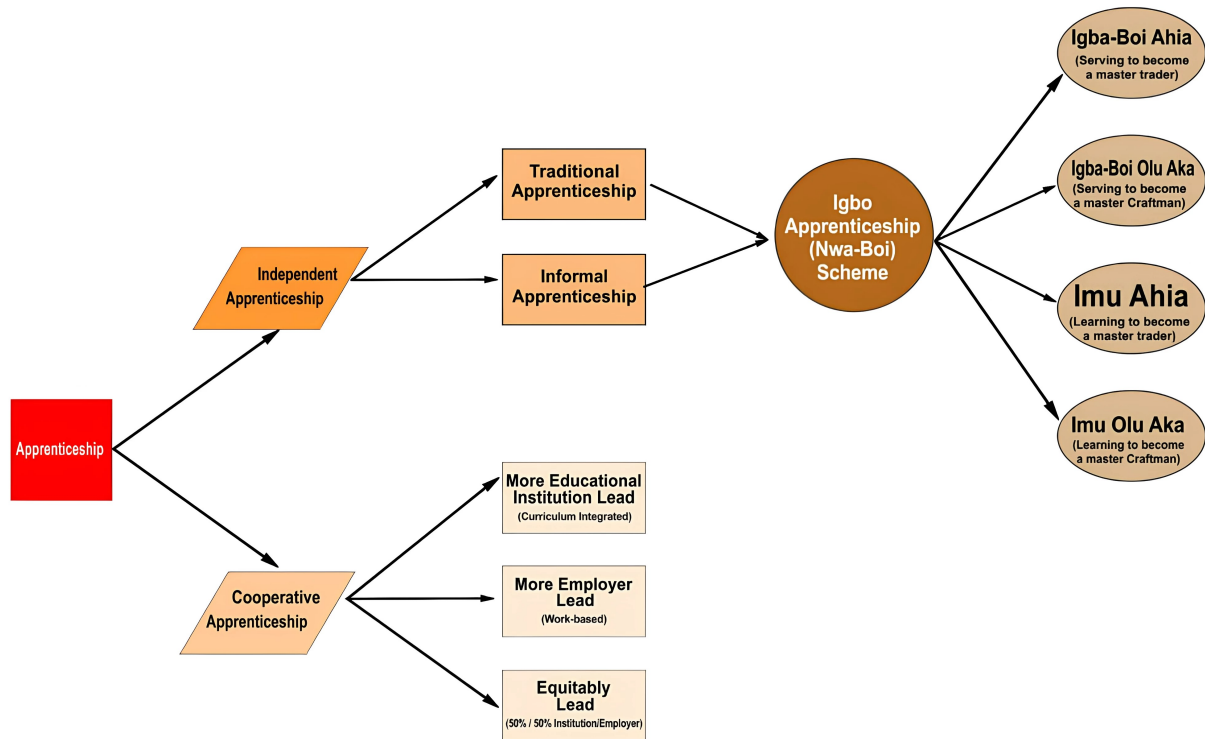 Apprenticeship
Independent
Apprenticeship
Traditional
Apprenticeship
Informal
Apprenticeship
Igbo
Apprenticeship
(Nwa-Boi)
Scheme
Igba-Boi Ahia
(Serving to become
a master trader)
Igba-Boi Olu Aka
(Serving to become
a master Craftman)
Imu Ahia
(Learning to become
a master trader)
Imu Olu Aka
(Learning to become
a master Craftman)
Cooperative
Apprenticeship
More Educational
Institution Lead
(Curriculum Integrated)
More Employer
Lead
(Work-based)
Equitably
Lead
(50% / 50% Institution/Employer)